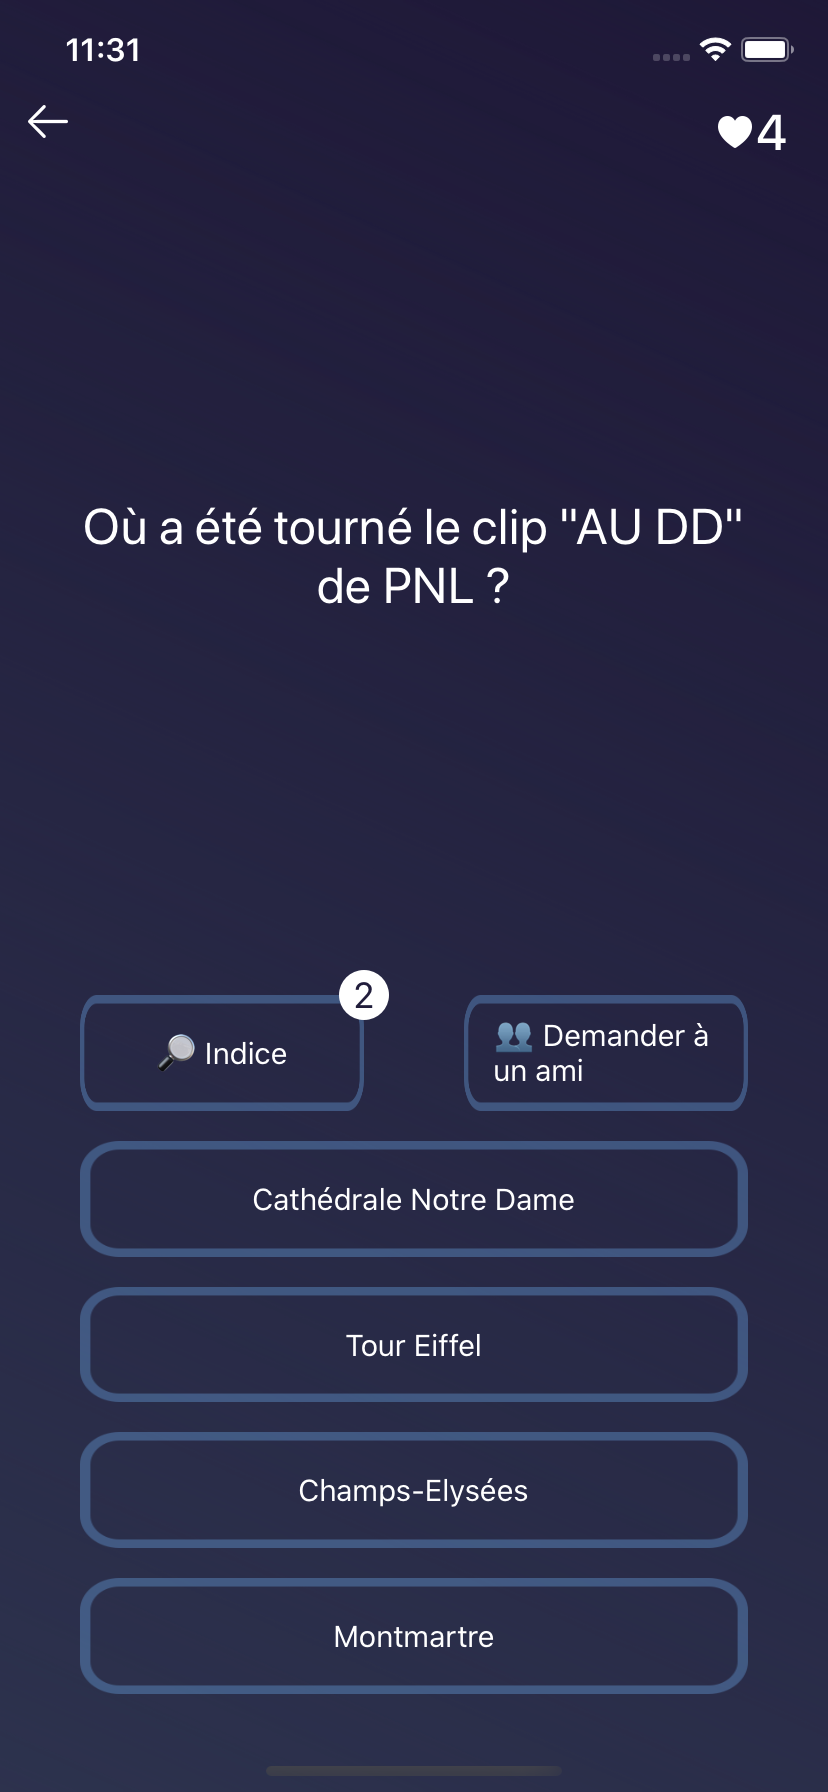 11:31
4
Où a été tourné le clip "AU DD"
de PNL ?
2
Indice
Demander à
un ami
Cathédrale Notre Dame
Tour Eiffel
Champs-Elysées
Montmartre